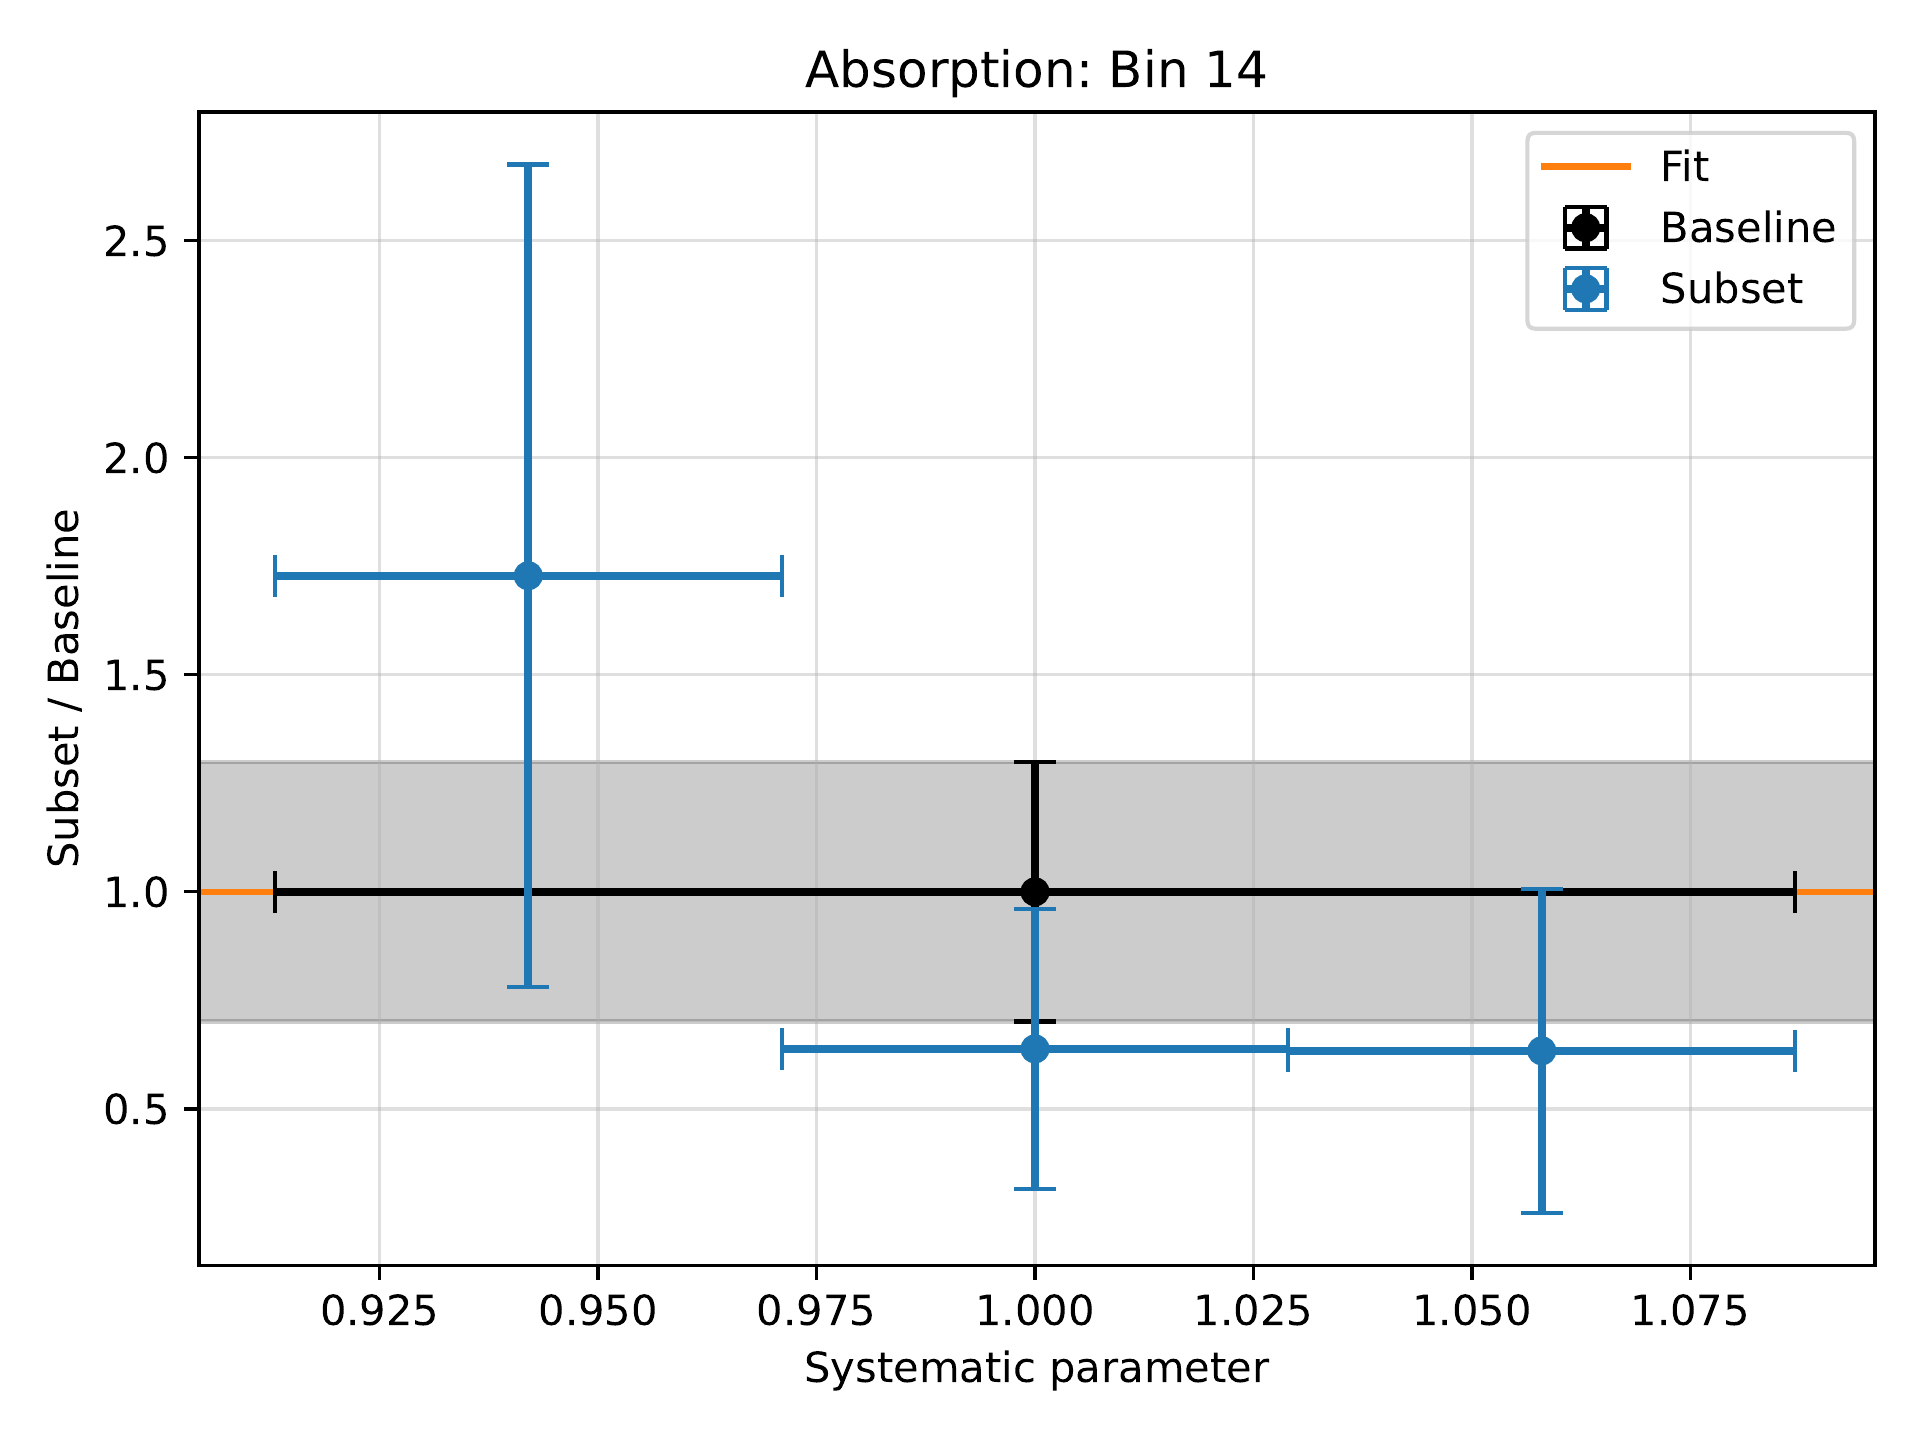 Absorption: Bin 14
Fit
Baseline
Subset
Subset / Baseline
2.5
2.0
1.5
1.0
0.5
0.925 0.950 0.975 1.000 1.025 1.050 1.075
Systematic parameter